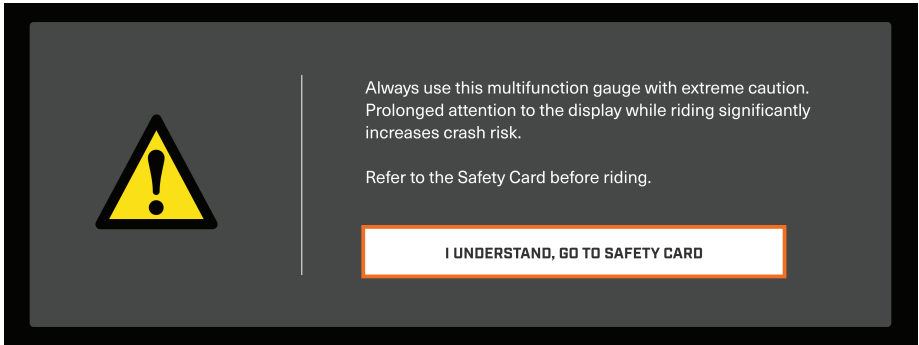 Always use this multifunction gauge with extreme caution.
Prolonged attention to the display while riding significantly
increases crash risk.
Refer to the Safety Card before riding.
I UNDERSTAND, GO TO SAFETY CARD